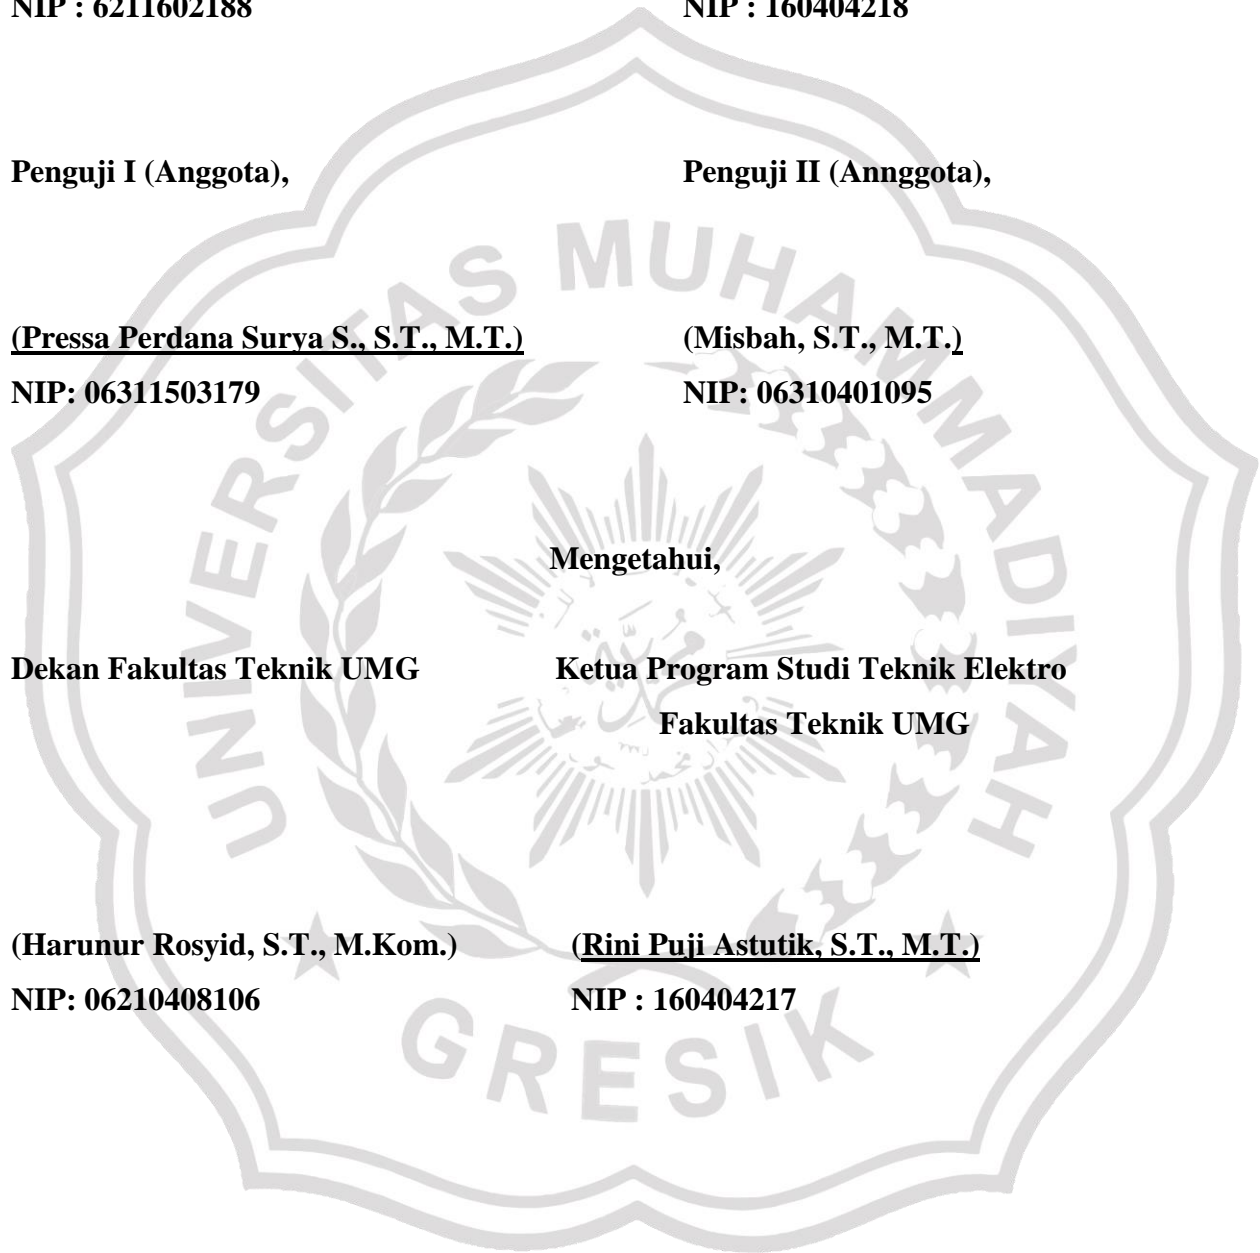 NIP : 6211602188 NIP : 160404218
Penguji I (Anggota), Penguji II (Annggota),
(Pressa Perdana Surya S., S.T., M.T.) (Misbah, S.T., M.T.)
NIP: 06311503179 NIP: 06310401095
Mengetahui,
Dekan Fakultas Teknik UMG Ketua Program Studi Teknik Elektro
Fakultas Teknik UMG
(Harunur Rosyid, S.T., M.Kom.) (Rini Puji Astutik, S.T., M.T.)
NIP: 06210408106 NIP : 160404217
UNIVERSITAS MUHAMMADIYAH
GRESIK